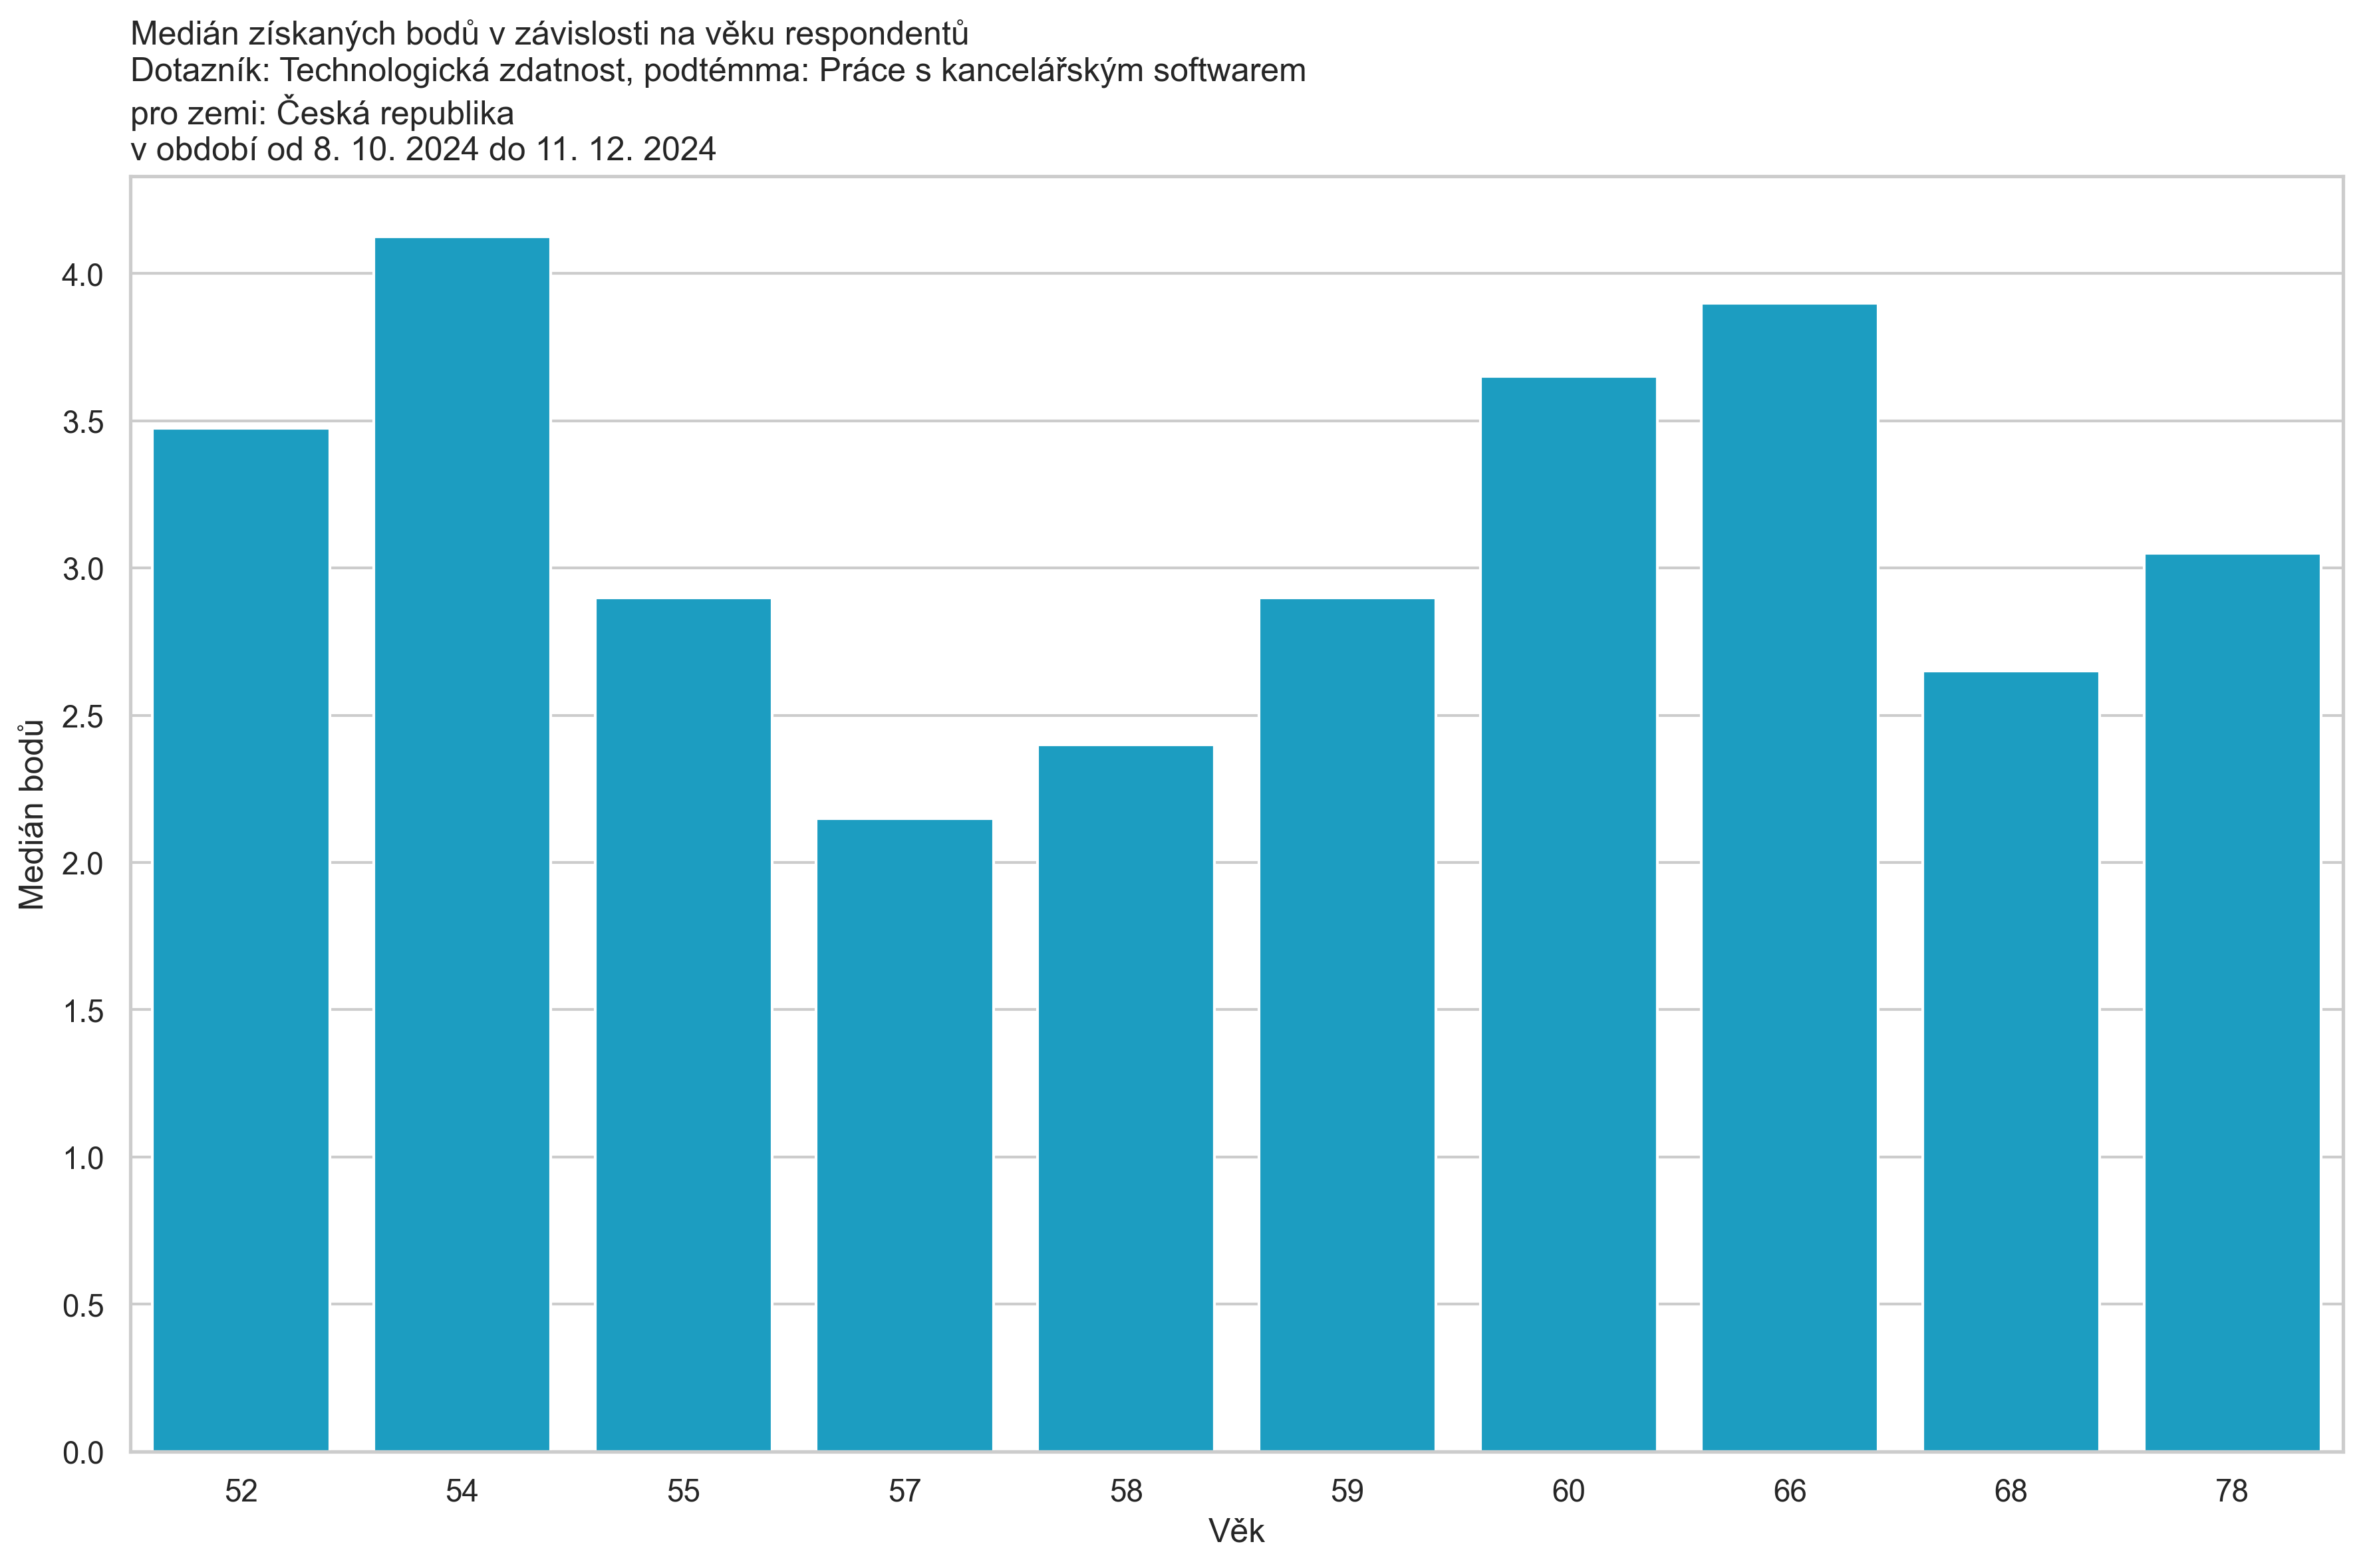 Medián získaných bodů v závislosti na věku respondentů
Dotazník: Technologická zdatnost, podtémma: Práce s kancelářským softwarem
pro zemi: Česká republika
v období od 8. 10. 2024 do 11. 12. 2024
4.0
3.5
3.0
2.5
2.0
1.5
1.0
0.5
0.0
Medián bodů
52 54 55 57 58 59 60 66 68 78
Věk